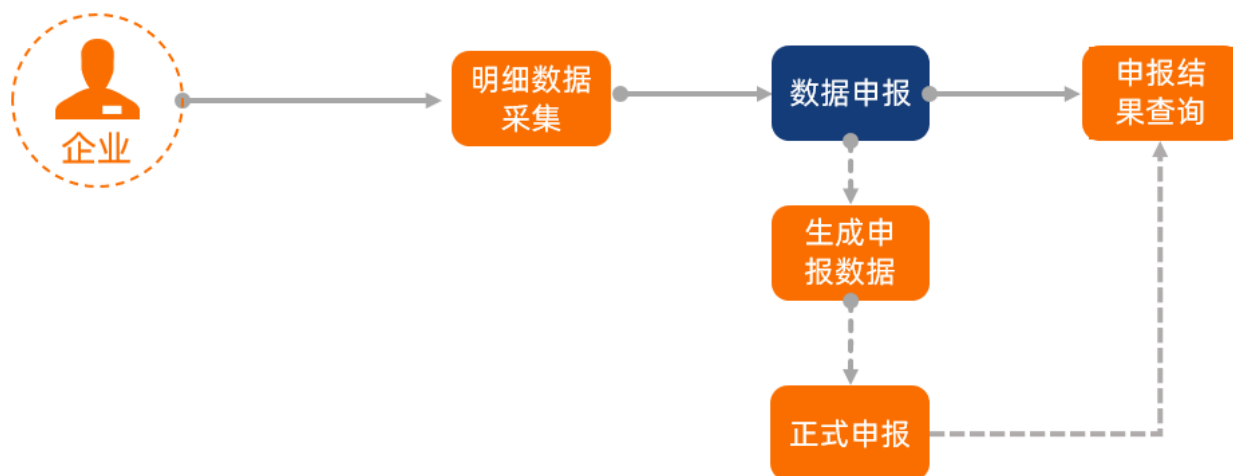 企业
明细数据
采集
数据申报
申报结
果查询
生成申
报数据
正式申报